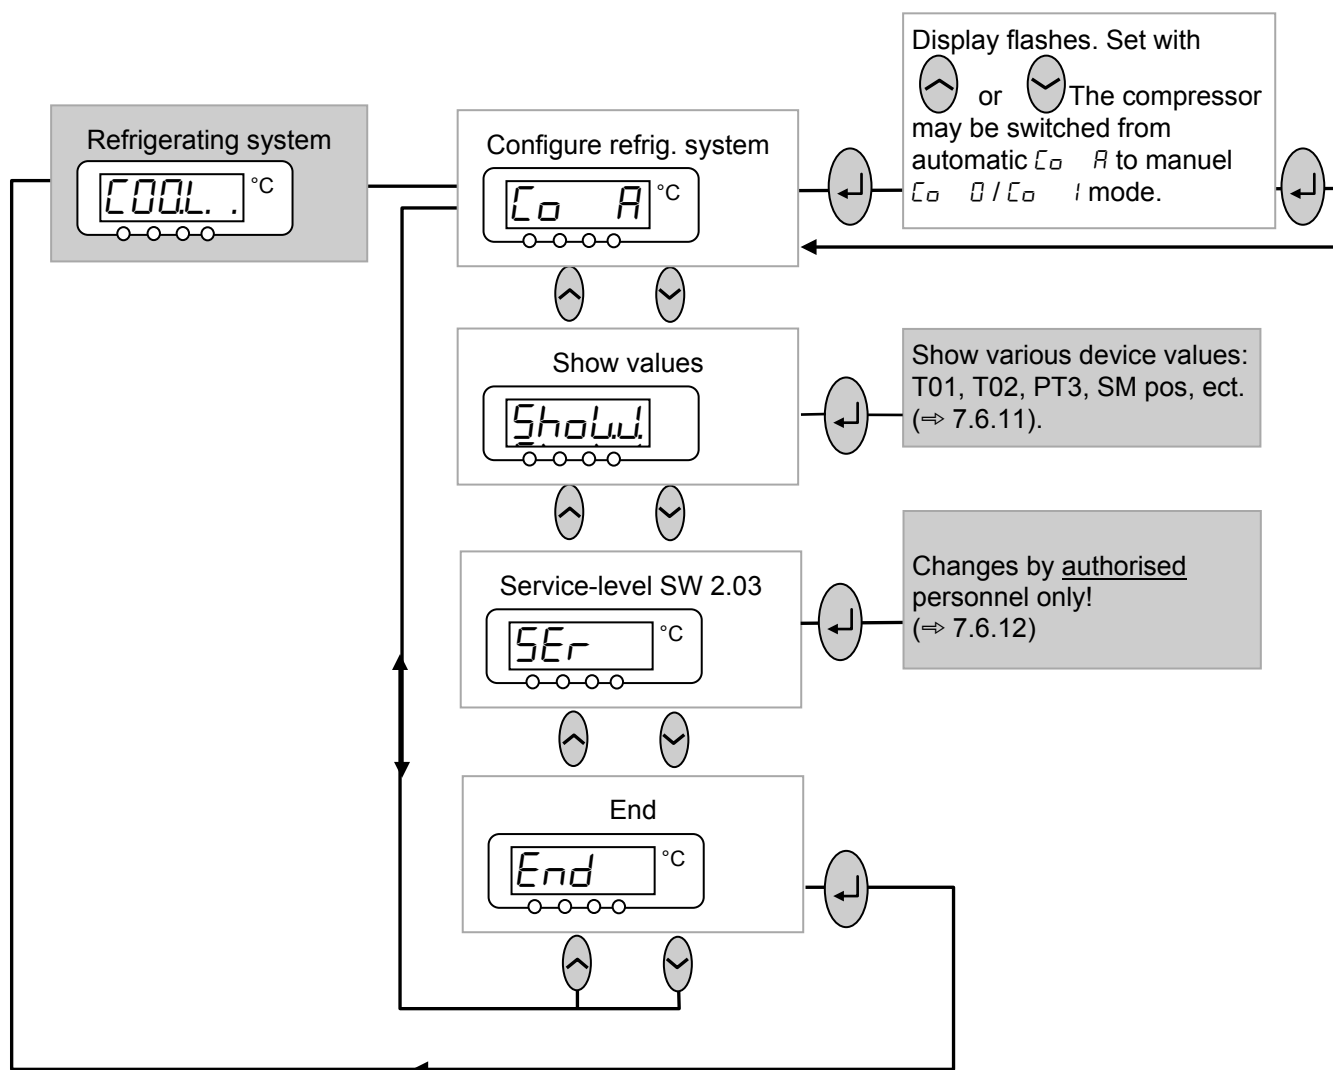 Refrigerating system
COOL. .
°C
Configure refrig. system
Co A
°C
Display flashes. Set with
or The compressor
may be switched from
automatic Co A to manuel
Co 0 / Co 1 mode.
Show values
Show.
Show various device values:
T01, T02, PT3, SM pos, ect.
(⇨ 7.6.11).
Service-level SW 2.03
SEr
°C
Changes by authorised
personnel only!
(⇨ 7.6.12)
End
End
°C